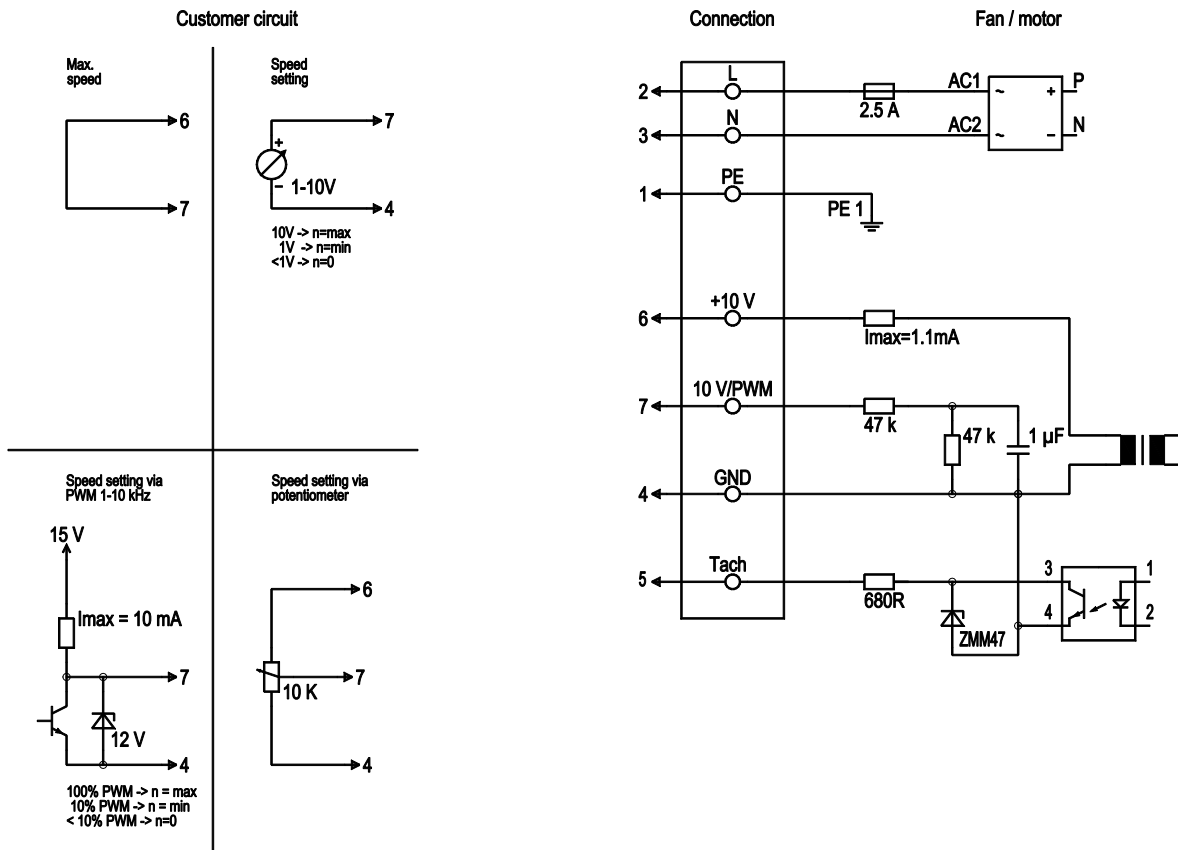 Customer circuit
Max.
speed
6
7
Speed
setting
7
+
− 1-10V
4
10V -> n=max
1V -> n=min
<1V -> n=0
Speed setting via
PWM 1-10 kHz
15 V
Imax = 10 mA
7
12 V
4
100% PWM -> n = max
10% PWM -> n = min
< 10% PWM -> n=0
Speed setting via
potentiometer
6
7
10 K
4
Connection
Fan / motor
2
L
2.5 A
AC1
~
+
P
3
N
AC2
~
−
N
1
PE
PE 1
6
+10 V
Imax=1.1mA
7
10 V/PWM
47 k
47 k
1 µF
4
GND
5
Tach
680R
ZMM47
3
4
1
2